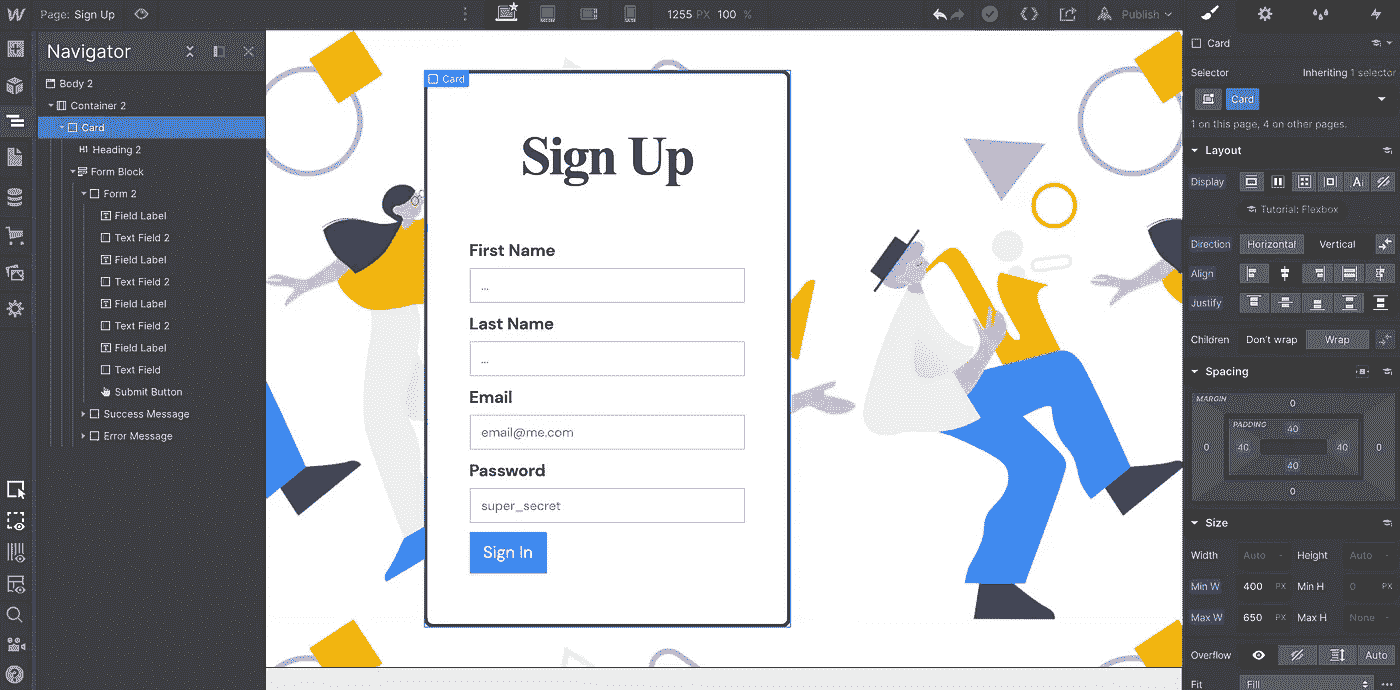 Page: Sign Up 1255 PX 100 % Publish
Navigator
Body 2
Container 2
Card
H1 Heading 2
Form Block
Form 2
Field Label
Text Field 2
Field Label
Text Field 2
Field Label
Text Field 2
Field Label
Text Field
Submit Button
Success Message
Error Message
Card
Sign Up
First Name
...
Last Name
...
Email
email@me.com
Password
super_secret
Sign In
Card
Selector Inheriting 1 selector
Card
1 on this page, 4 on other pages.
Layout
Display
Tutorial: Flexbox
Direction Horizontal Vertical
Align
Justify
Children Don't wrap Wrap
Spacing
MARGIN
0
PADDING
40
0 40 40 0
40
0
Size
Width Auto - Height Auto -
Min W 400 PX Min H 0 PX
Max W 650 PX Max H None -
Overflow Auto
Fit Fill